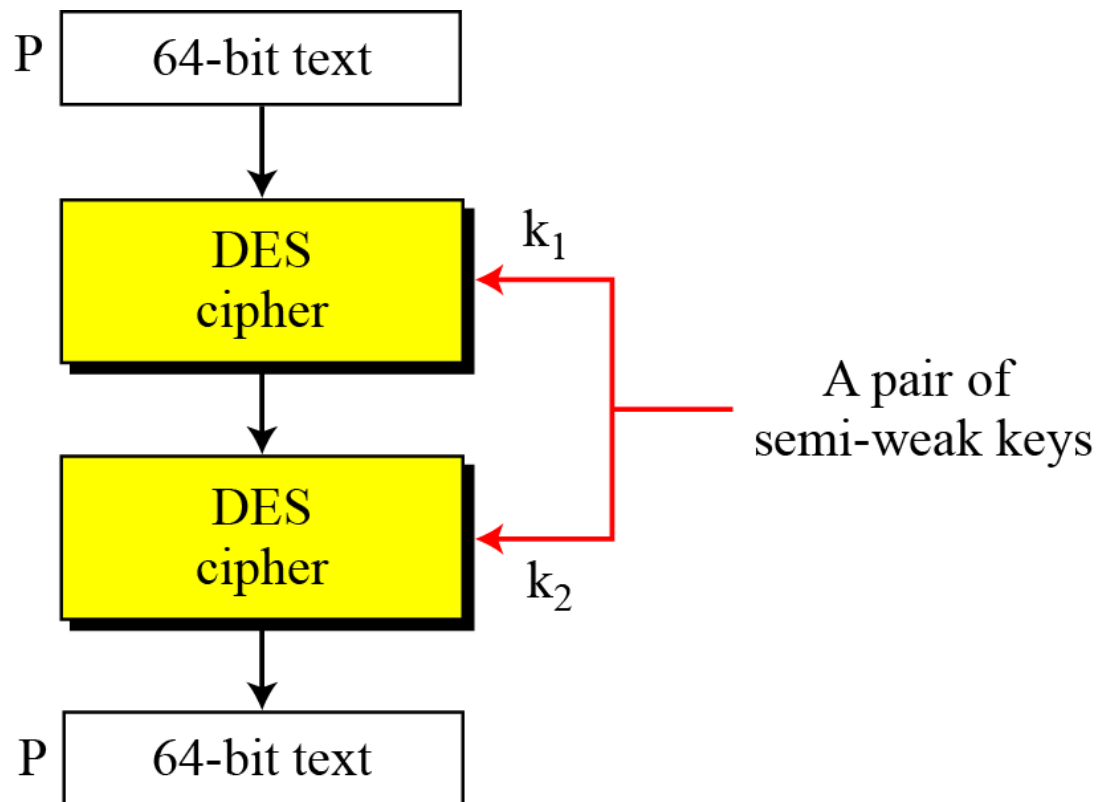 P
64-bit text
DES
cipher
k₁
A pair of
semi-weak keys
DES
cipher
k₂
P
64-bit text